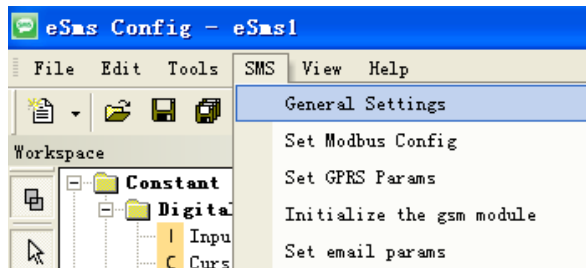 eSms Config - eSms1
File Edit Tools SMS View Help
General Settings
Workspace
Set Modbus Config
Constant
Set GPRS Params
Digital
Initialize the gsm module
I Inpu
Set email params
C Curs